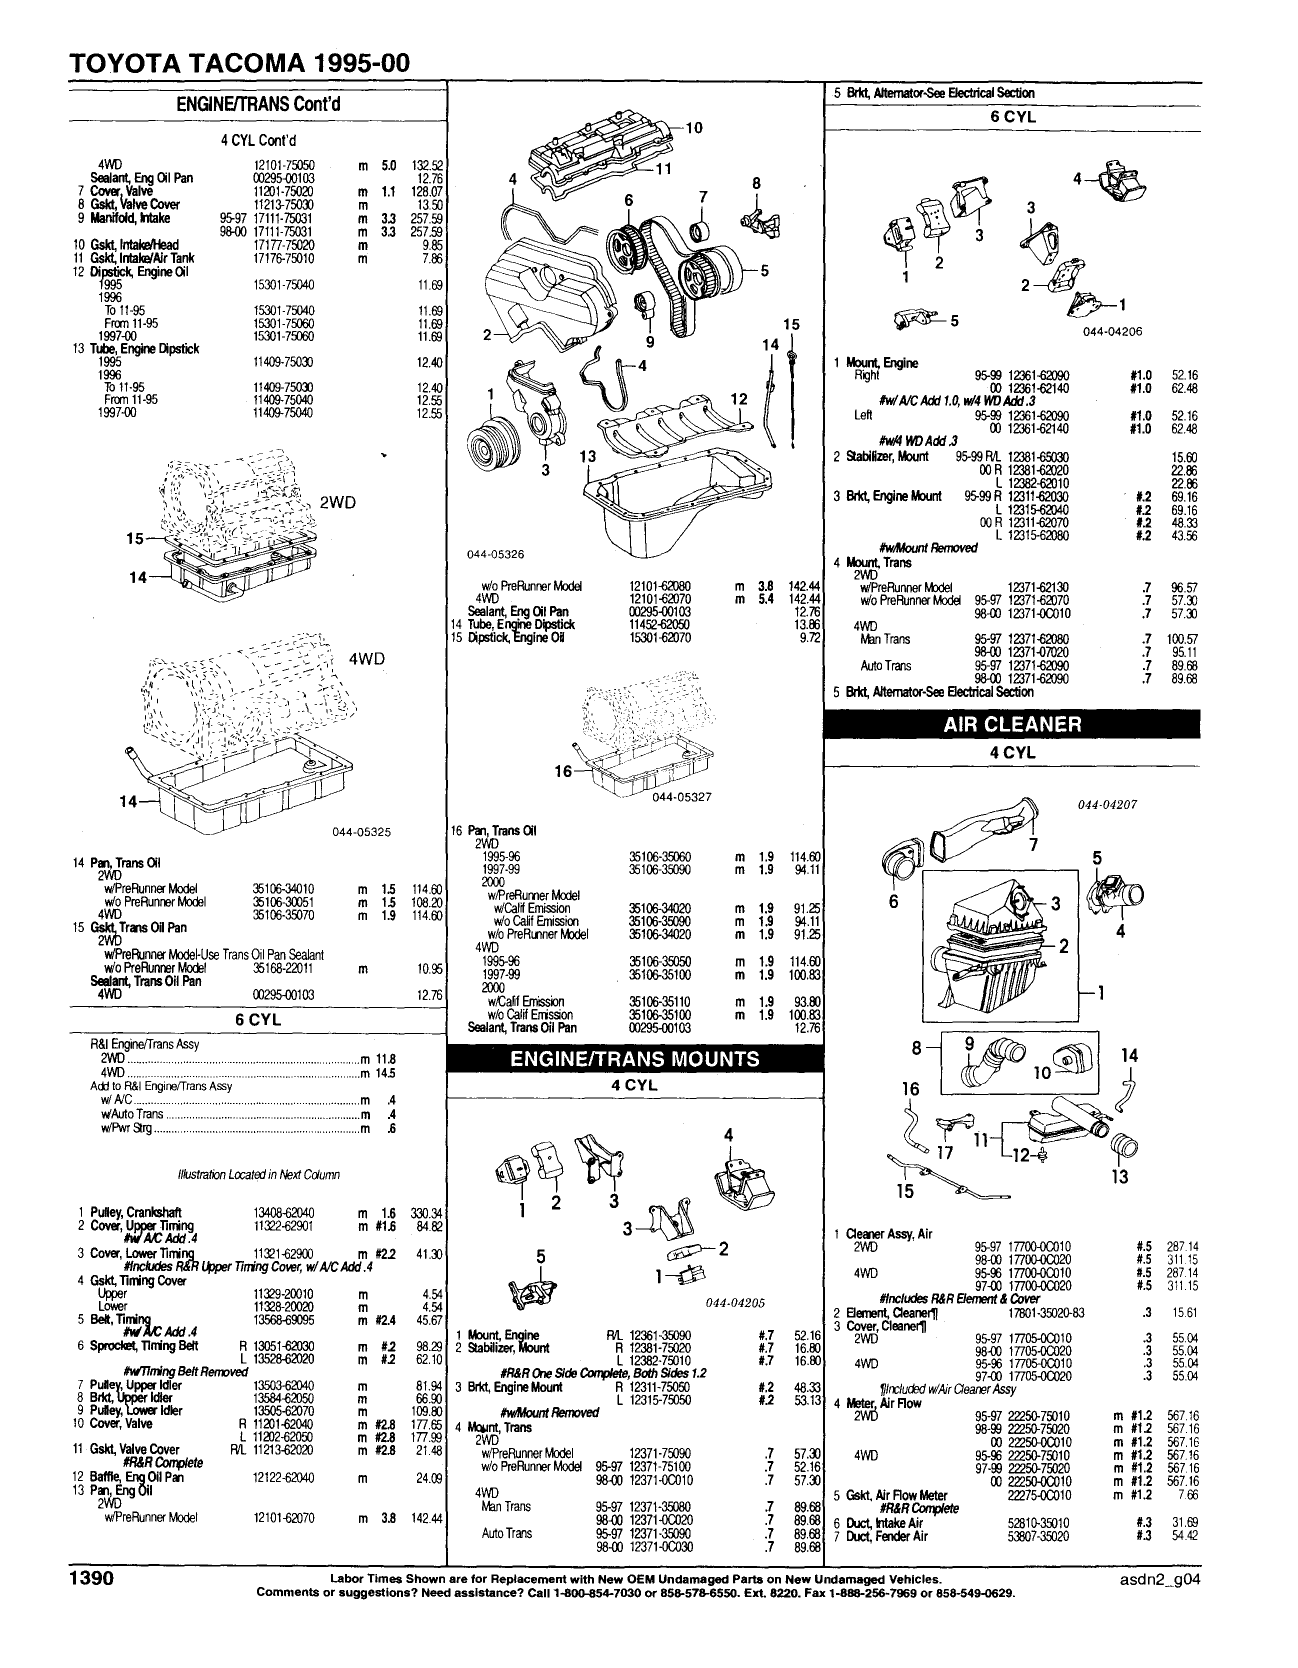 TOYOTA TACOMA 1995-00
ENGINE/TRANS Cont'd
4 CYL Cont'd
4WD 12101-75050 m 5.0 132.52
Sealant, Eng Oil Pan 00295-00103 12.76
7 Cover, Valve 11201-75020 m 1.1 128.07
8 Gskt, Valve Cover 11213-75030 m 13.50
9 Manifold, Intake 95-97 17111-75031 m 3.3 257.59
98-00 17111-75031 m 3.3 257.59
10 Gskt, Intake/Head 17177-75020 m 9.85
11 Gskt, Intake/Air Tank 17176-75010 m 7.86
12 Dipstick, Engine Oil
1995 15301-75040 11.69
1996
To 11-95 15301-75040 11.69
From 11-95 15301-75060 11.69
1997-00 15301-75060 11.69
13 Tube, Engine Dipstick
1995 11409-75030 12.40
1996
To 11-95 11409-75030 12.40
From 11-95 11409-75040 12.55
1997-00 11409-75040 12.55
2WD
15
14
4WD
14
044-05325
14 Pan, Trans Oil
2WD
w/PreRunner Model 35106-34010 m 1.5 114.60
w/o PreRunner Model 35106-30051 m 1.5 108.20
4WD 35106-35070 m 1.9 114.60
15 Gskt, Trans Oil Pan
2WD
w/PreRunner Model-Use Trans Oil Pan Sealant
w/o PreRunner Model 35168-22011 m 10.95
Sealant, Trans Oil Pan
4WD 00295-00103 12.76
6 CYL
R&I Engine/Trans Assy
2WD m 11.8
4WD m 14.5
Add to R&I Engine/Trans Assy
w/ A/C m .4
w/Auto Trans m .4
w/Pwr Strg m .6
Illustration Located in Next Column
1 Pulley, Crankshaft 13408-62040 m 1.6 330.34
2 Cover, Upper Timing 11322-62901 m #1.6 84.82
#w/ A/C Add .4
3 Cover, Lower Timing 11321-62900 m #2.2 41.30
#Includes R&R Upper Timing Cover, w/ A/C Add .4
4 Gskt, Timing Cover
Upper 11329-20010 m 4.54
Lower 11328-20020 m 4.54
5 Belt, Timing 13568-69095 m #2.4 45.67
#w/ A/C Add .4
6 Sprocket, Timing Belt R 13051-62030 m #.2 98.29
L 13528-62020 m #.2 62.10
#w/Timing Belt Removed
7 Pulley, Upper Idler 13503-62040 m 81.94
8 Brkt, Upper Idler 13584-62050 m 66.90
9 Pulley, Lower Idler 13505-62070 m 109.80
10 Cover, Valve R 11201-62040 m #2.8 177.65
L 11202-62050 m #2.8 177.99
11 Gskt, Valve Cover R/L 11213-62020 m #2.8 21.48
#R&R Complete
12 Baffle, Eng Oil Pan 12122-62040 m 24.09
13 Pan, Eng Oil
2WD
w/PreRunner Model 12101-62070 m 3.8 142.44
10
11
4
6
7
8
5
2
9
15
14
4
1
12
3
13
044-05326
w/o PreRunner Model 12101-62080 m 3.8 142.44
4WD 12101-62070 m 5.4 142.44
Sealant, Eng Oil Pan 00295-00103 12.76
14 Tube, Engine Dipstick 11452-62050 13.86
15 Dipstick, Engine Oil 15301-62070 9.72
16
044-05327
16 Pan, Trans Oil
2WD
1995-96 35106-35060 m 1.9 114.60
1997-99 35106-35090 m 1.9 94.11
2000
w/PreRunner Model
w/Calif Emission 35106-34020 m 1.9 91.25
w/o Calif Emission 35106-35090 m 1.9 94.11
w/o PreRunner Model 35106-34020 m 1.9 91.25
4WD
1995-96 35106-35050 m 1.9 114.60
1997-99 35106-35100 m 1.9 100.83
2000
w/Calif Emission 35106-35110 m 1.9 93.80
w/o Calif Emission 35106-35100 m 1.9 100.83
Sealant, Trans Oil Pan 00295-00103 12.76
ENGINE/TRANS MOUNTS
4 CYL
4
1
2
3
3
2
5
1
044-04205
1 Mount, Engine R/L 12361-35090 #.7 52.16
2 Stabilizer, Mount R 12381-75020 #.7 16.80
L 12382-75010 #.7 16.80
#R&R One Side Complete, Both Sides 1.2
3 Brkt, Engine Mount R 12311-75050 #.2 48.33
L 12315-75050 #.2 53.13
#w/Mount Removed
4 Mount, Trans
2WD
w/PreRunner Model 12371-75090 .7 57.30
w/o PreRunner Model 95-97 12371-75100 .7 52.16
98-00 12371-0C010 .7 57.30
4WD
Man Trans 95-97 12371-35080 .7 89.68
98-00 12371-0C020 .7 89.68
Auto Trans 95-97 12371-35090 .7 89.68
98-00 12371-0C030 .7 89.68
5 Brkt, Alternator-See Electrical Section
6 CYL
4
3
3
1
2
2
1
5
044-04206
1 Mount, Engine
Right 95-99 12361-62090 #1.0 52.16
00 12361-62140 #1.0 62.48
#w/ A/C Add 1.0, w/4 WD Add .3
Left 95-99 12361-62090 #1.0 52.16
00 12361-62140 #1.0 62.48
#w/4 WD Add .3
2 Stabilizer, Mount 95-99 R/L 12381-65030 15.60
00 R 12381-62020 22.86
L 12382-62010 22.86
3 Brkt, Engine Mount 95-99 R 12311-62030 #.2 69.16
L 12315-62040 #.2 69.16
00 R 12311-62070 #.2 48.33
L 12315-62080 #.2 43.56
#w/Mount Removed
4 Mount, Trans
2WD
w/PreRunner Model 12371-62130 .7 96.57
w/o PreRunner Model 95-97 12371-62070 .7 57.30
98-00 12371-0C010 .7 57.30
4WD
Man Trans 95-97 12371-62080 .7 100.57
98-00 12371-07020 .7 95.11
Auto Trans 95-97 12371-62090 .7 89.68
98-00 12371-62090 .7 89.68
5 Brkt, Alternator-See Electrical Section
AIR CLEANER
4 CYL
044-04207
7
5
6
3
4
2
1
8
9
10
14
16
11
12
17
13
15
1 Cleaner Assy, Air
2WD 95-97 17700-0C010 #.5 287.14
98-00 17700-0C020 #.5 311.15
4WD 95-96 17700-0C010 #.5 287.14
97-00 17700-0C020 #.5 311.15
#Includes R&R Element & Cover
2 Element, Cleaner¶ 17801-35020-83 .3 15.61
3 Cover, Cleaner¶
2WD 95-97 17705-0C010 .3 55.04
98-00 17705-0C020 .3 55.04
4WD 95-96 17705-0C010 .3 55.04
97-00 17705-0C020 .3 55.04
¶Included w/Air Cleaner Assy
4 Meter, Air Flow
2WD 95-97 22250-75010 m #1.2 567.16
98-99 22250-75020 m #1.2 567.16
00 22250-0C010 m #1.2 567.16
4WD 95-96 22250-75010 m #1.2 567.16
97-99 22250-75020 m #1.2 567.16
00 22250-0C010 m #1.2 567.16
5 Gskt, Air Flow Meter 22275-0C010 m #1.2 7.66
#R&R Complete
6 Duct, Intake Air 52810-35010 #.3 31.69
7 Duct, Fender Air 53807-35020 #.3 54.42
1390
Labor Times Shown are for Replacement with New OEM Undamaged Parts on New Undamaged Vehicles.
Comments or suggestions? Need assistance? Call 1-800-854-7030 or 858-578-6550. Ext. 8220. Fax 1-888-256-7969 or 858-549-0629.
asdn2_g04